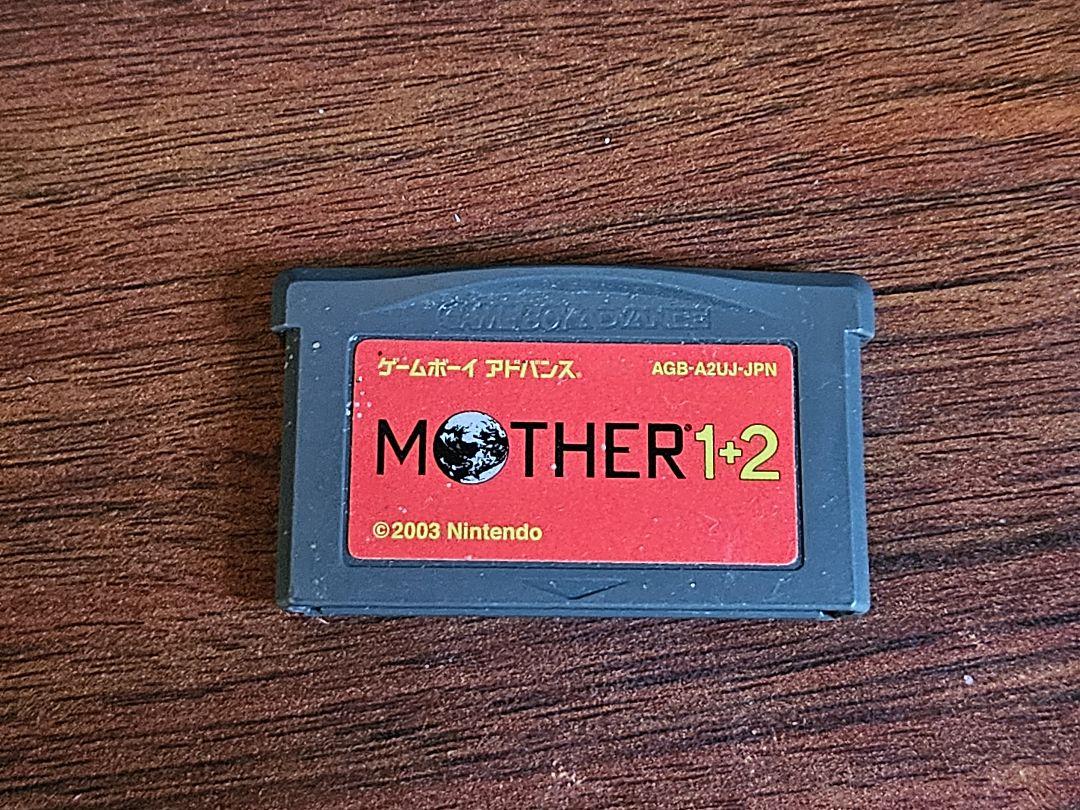 GAME BOY ADVANCE
ゲームボーイ アドバンス
AGB-A2UJ-JPN
MOTHER® 1+2
©2003 Nintendo